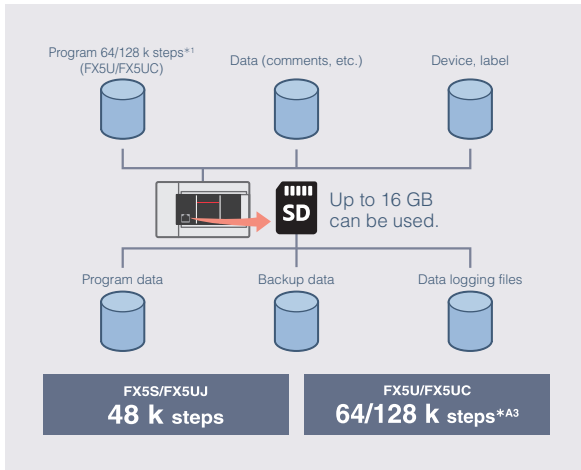 Program 64/128 k steps*1
(FX5U/FX5UC)
Data (comments, etc.)
Device, label
SD
Up to 16 GB
can be used.
Program data
Backup data
Data logging files
FX5S/FX5UJ
48 k steps
FX5U/FX5UC
64/128 k steps*A3